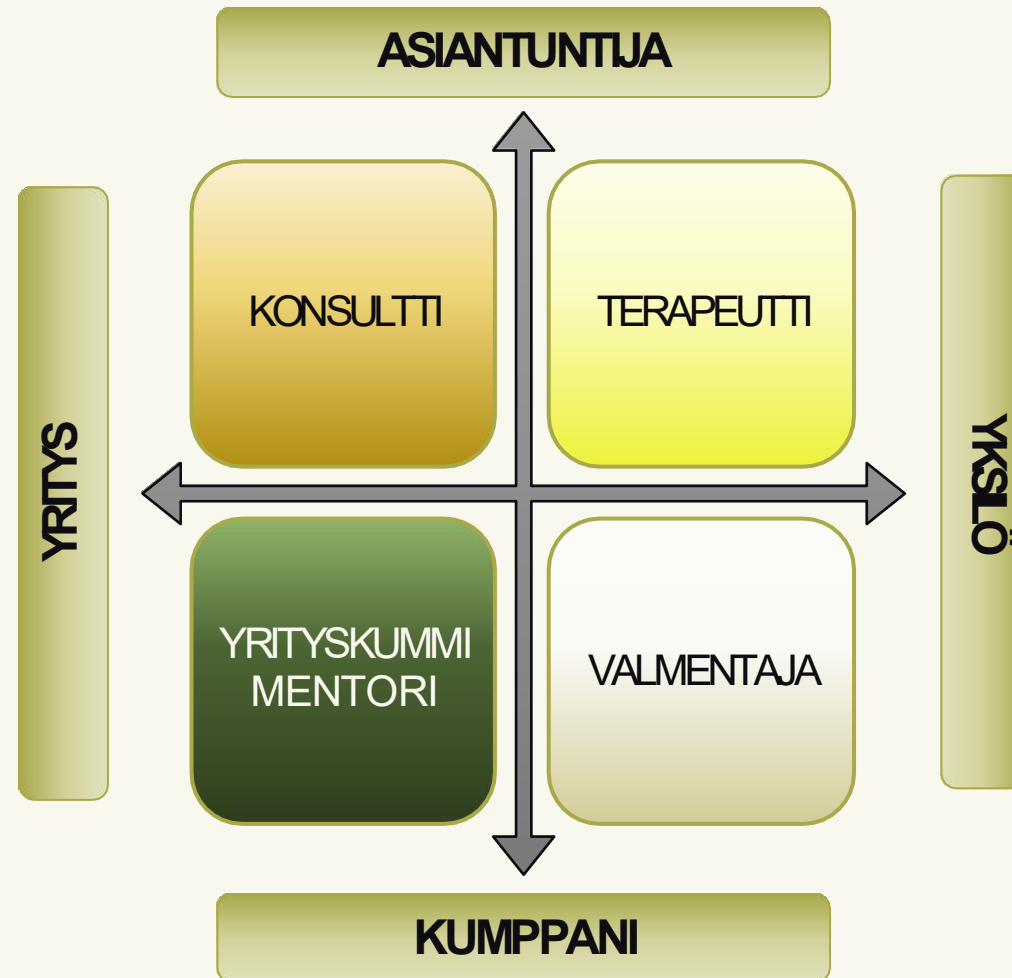 ASIANTUNTIJA
KONSULTTI
TERAPEUTTI
YRITYS
YKSILÖ
YRITYSKUMMI
MENTORI
VALMENTAJA
KUMPPANI